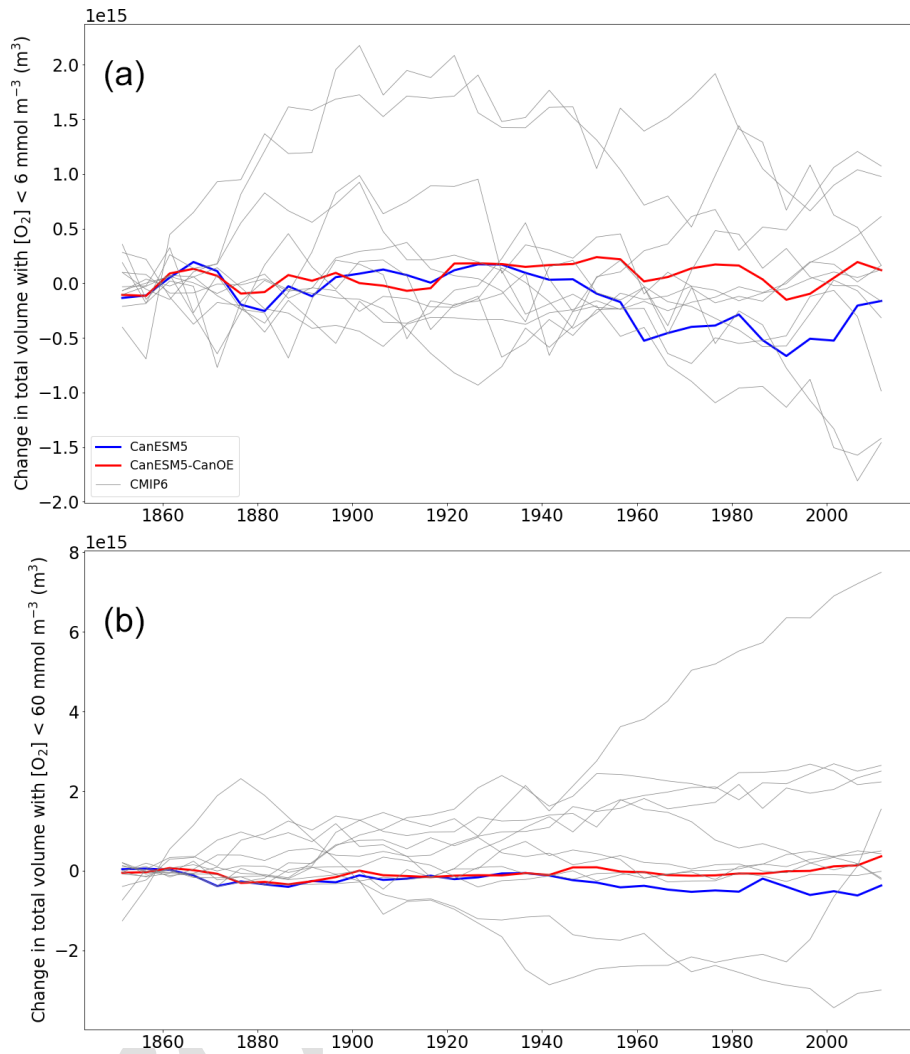 1e15
(a)
Change in total volume with [O₂] < 6 mmol m⁻³ (m³)
2.0
1.5
1.0
0.5
0.0
−0.5
−1.0
−1.5
−2.0
CanESM5
CanESM5-CanOE
CMIP6
1860 1880 1900 1920 1940 1960 1980 2000
1e15
(b)
Change in total volume with [O₂] < 60 mmol m⁻³ (m³)
8
6
4
2
0
−2
1860 1880 1900 1920 1940 1960 1980 2000